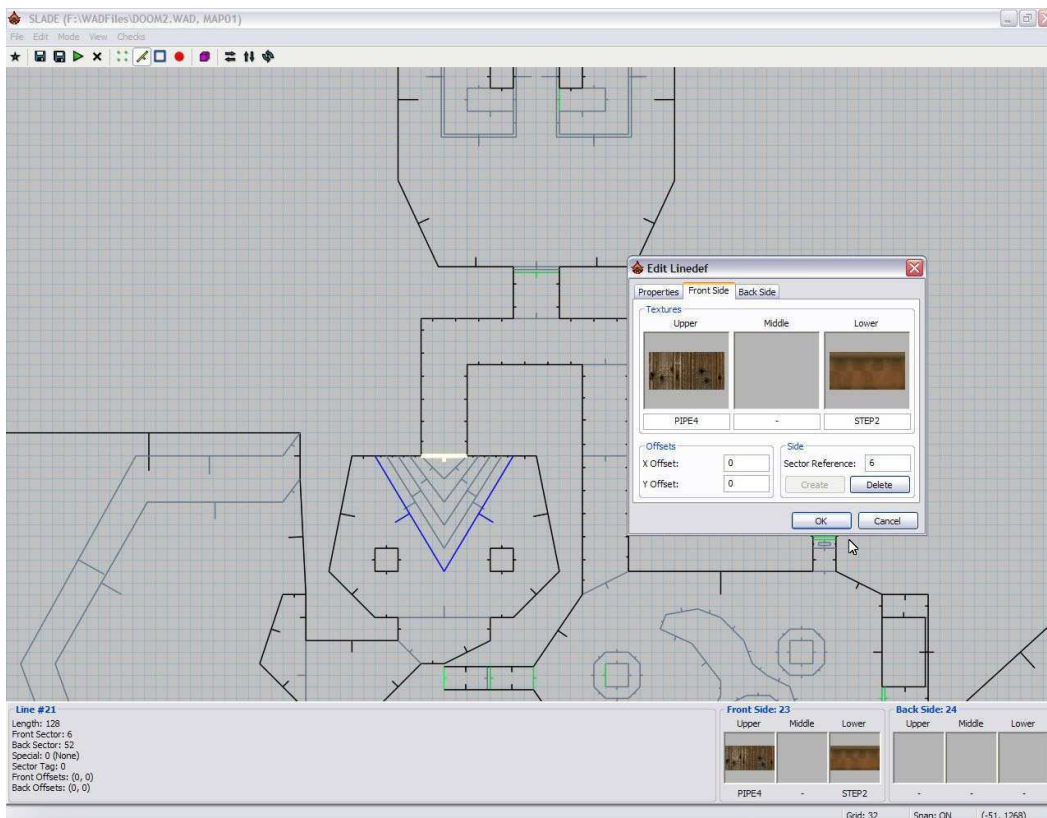 SLADE (F:\WADFiles\DOOM2.WAD, MAP01)
File Edit Mode View Checks
Edit Linedef
Properties Front Side Back Side
Textures
Upper Middle Lower
PIPE4 - STEP2
Offsets Side
X Offset: 0 Sector Reference: 6
Y Offset: 0 Create Delete
OK Cancel
Line #21
Length: 128
Front Sector: 6
Back Sector: 52
Special: 0 (None)
Sector Tag: 0
Front Offsets: (0, 0)
Back Offsets: (0, 0)
Front Side: 23
Upper Middle Lower
PIPE4 - STEP2
Back Side: 24
Upper Middle Lower
- - -
Grid: 32 Snap: ON (-51, 1268)